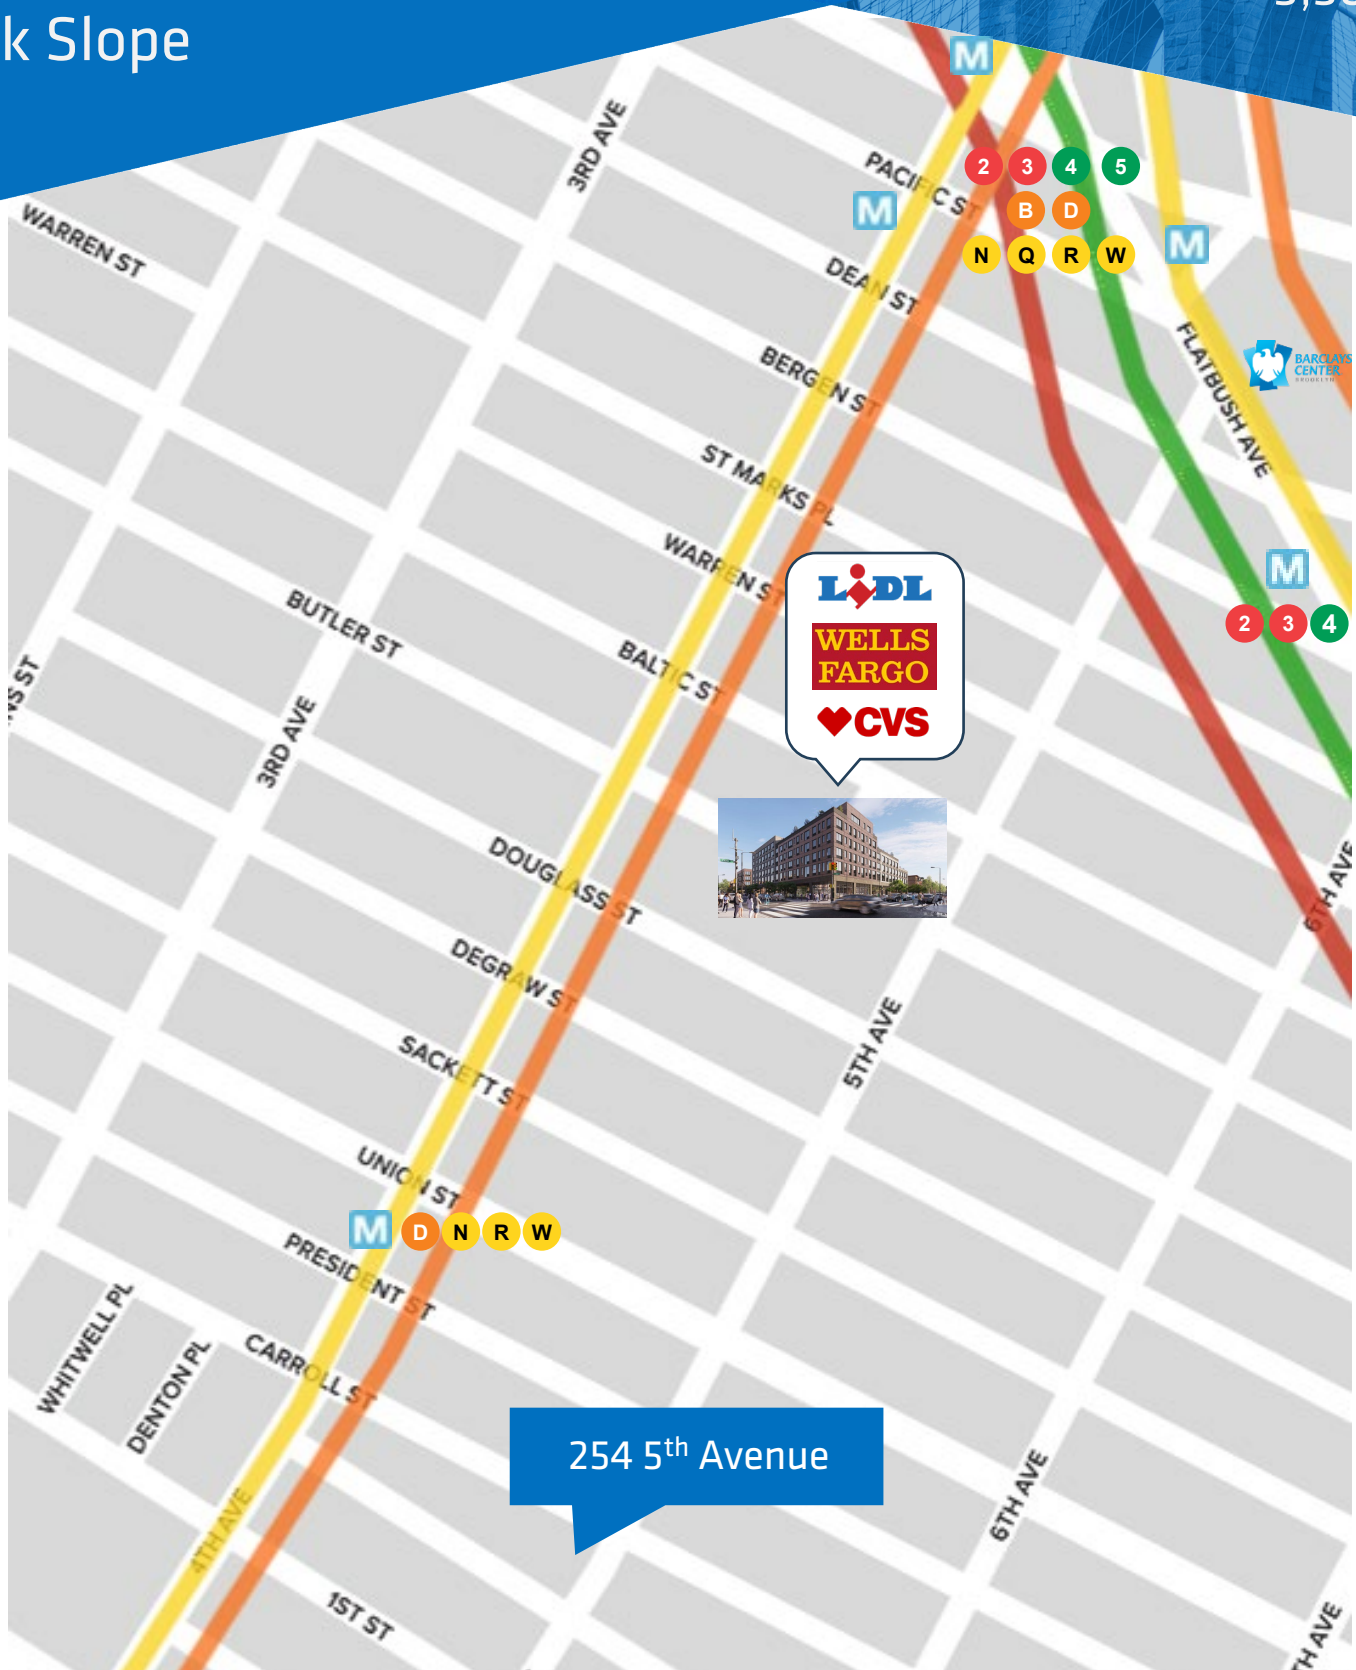 k Slope
3RD AVE
PACIFIC ST
2 3 4 5
B D
N Q R W
WARREN ST
DEAN ST
FLATBUSH AVE
BARCLAYS
CENTER
BROOKLYN
BERGEN ST
ST MARKS PL
WARREN ST
LIDL
WELLS
FARGO
CVS
2 3 4
BUTLER ST
BALTIC ST
3RD AVE
DOUGLASS ST
6TH AVE
DEGRAW ST
5TH AVE
SACKETT ST
UNION ST
D N R W
PRESIDENT ST
WHITWELL PL
DENTON PL
CARROLL ST
254 5th Avenue
6TH AVE
4TH AVE
1ST ST